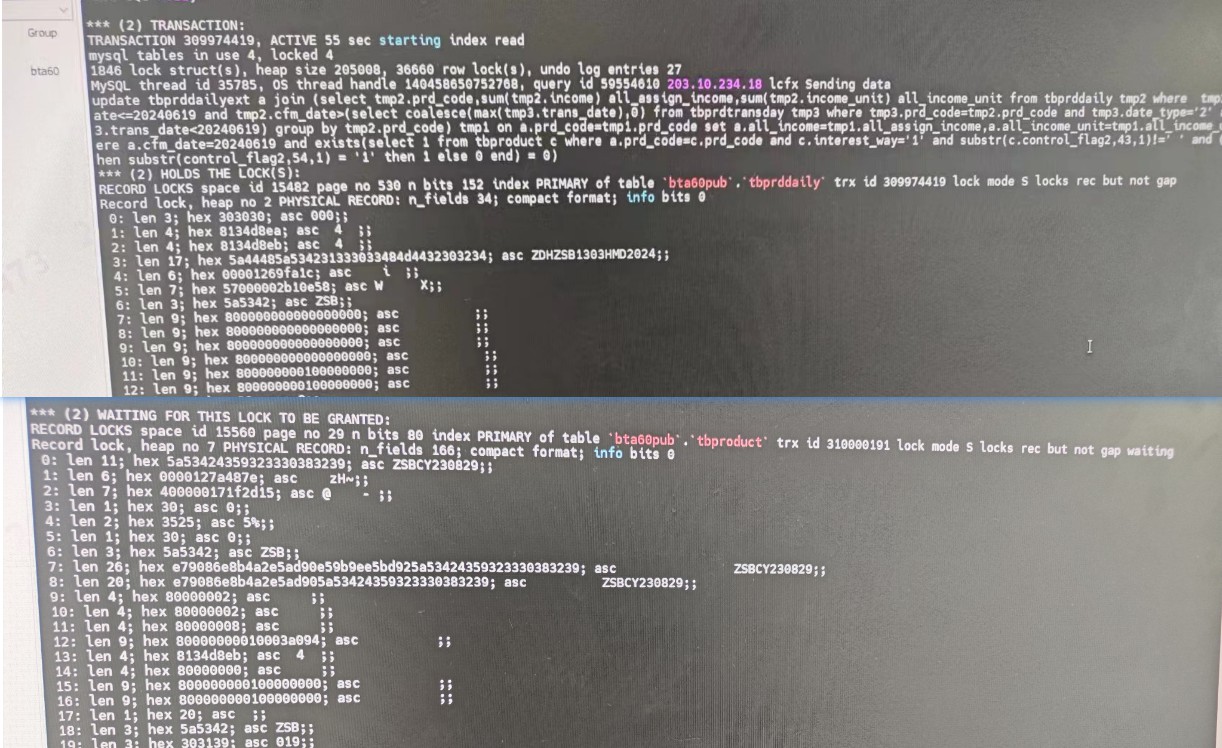 Group
bta60
*** (2) TRANSACTION:
TRANSACTION 309974419, ACTIVE 55 sec starting index read
mysql tables in use 4, locked 4
1846 lock struct(s), heap size 205008, 36660 row lock(s), undo log entries 27
MySQL thread id 35785, OS thread handle 140458650752768, query id 59554610 203.10.234.18 lcfx Sending data
update tbprddailyext a join (select tmp2.prd_code,sum(tmp2.income) all_assign_income,sum(tmp2.income_unit) all_income_unit from tbprddaily tmp2 where
ate<=20240619 and tmp2.cfm_date>(select coalesce(max(tmp3.trans_date),0) from tbprdtransday tmp3 where tmp3.prd_code=tmp2.prd_code and tmp3.date_type='2'
3.trans_date<20240619) group by tmp2.prd_code) tmp1 on a.prd_code=tmp1.prd_code set a.all_income=tmp1.all_assign_income,a.all_income_unit=tmp1.all_income_
ere a.cfm_date=20240619 and exists(select 1 from tbproduct c where a.prd_code=c.prd_code and c.interest_way='1' and substr(c.control_flag2,43,1)!=' ' and
hen substr(control_flag2,54,1) = '1' then 1 else 0 end) = 0)
*** (2) HOLDS THE LOCK(S):
RECORD LOCKS space id 15482 page no 530 n bits 152 index PRIMARY of table `bta60pub`.`tbprddaily` trx id 309974419 lock mode S locks rec but not gap
Record lock, heap no 2 PHYSICAL RECORD: n_fields 34; compact format; info bits 0
0: len 3; hex 303030; asc 000;;
1: len 4; hex 8134d8ea; asc 4 ;;
2: len 4; hex 8134d8eb; asc 4 ;;
3: len 17; hex 5a44485a534231333033484d4432303234; asc ZDHZSB1303HMD2024;;
4: len 6; hex 00001269fa1c; asc i ;;
5: len 7; hex 57000002b10e58; asc W X;;
6: len 3; hex 5a5342; asc ZSB;;
7: len 9; hex 800000000000000000; asc ;;
8: len 9; hex 800000000000000000; asc ;;
9: len 9; hex 800000000000000000; asc ;;
10: len 9; hex 800000000000000000; asc ;;
11: len 9; hex 800000000100000000; asc ;;
12: len 9; hex 800000000100000000; asc ;;
*** (2) WAITING FOR THIS LOCK TO BE GRANTED:
RECORD LOCKS space id 15560 page no 29 n bits 80 index PRIMARY of table `bta60pub`.`tbproduct` trx id 310000191 lock mode S locks rec but not gap waiting
Record lock, heap no 7 PHYSICAL RECORD: n_fields 166; compact format; info bits 0
0: len 11; hex 5a53424359323330383239; asc ZSBCY230829;;
1: len 6; hex 0000127a487e; asc zH~;;
2: len 7; hex 400000171f2d15; asc @ - ;;
3: len 1; hex 30; asc 0;;
4: len 2; hex 3525; asc 5%;;
5: len 1; hex 30; asc 0;;
6: len 3; hex 5a5342; asc ZSB;;
7: len 26; hex e79086e8b4a2e5ad90e59b9ee5bd925a53424359323330383239; asc ZSBCY230829;;
8: len 20; hex e79086e8b4a2e5ad905a53424359323330383239; asc ZSBCY230829;;
9: len 4; hex 80000002; asc ;;
10: len 4; hex 80000002; asc ;;
11: len 4; hex 80000008; asc ;;
12: len 9; hex 80000000010003a094; asc ;;
13: len 4; hex 8134d8eb; asc 4 ;;
14: len 4; hex 80000000; asc ;;
15: len 9; hex 800000000100000000; asc ;;
16: len 9; hex 800000000100000000; asc ;;
17: len 1; hex 20; asc ;;
18: len 3; hex 5a5342; asc ZSB;;
19: len 3; hex 303139; asc 019;;